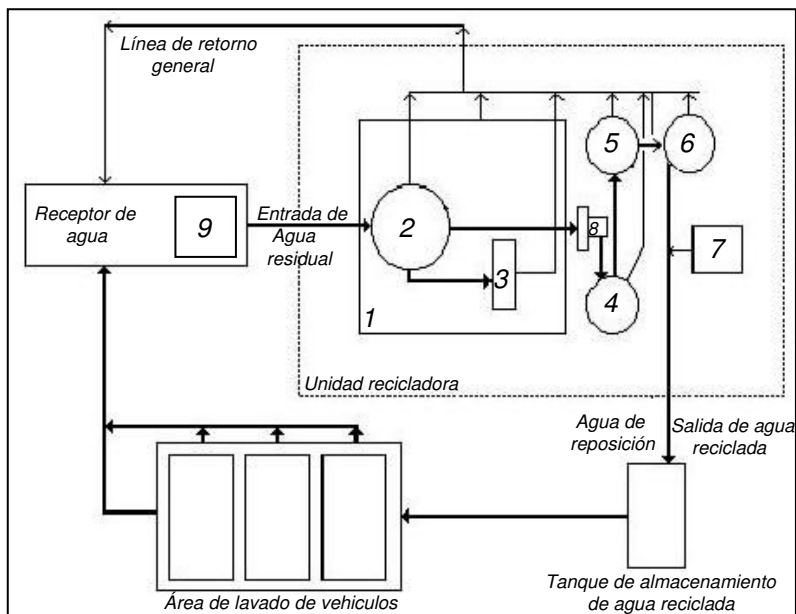 Línea de retorno
general
5
6
Receptor de
agua
9
Entrada de
Agua
residual
2
8
7
3
4
1
Unidad recicladora
Agua de
reposición
Salida de agua
reciclada
Área de lavado de vehiculos
Tanque de almacenamiento
de agua reciclada